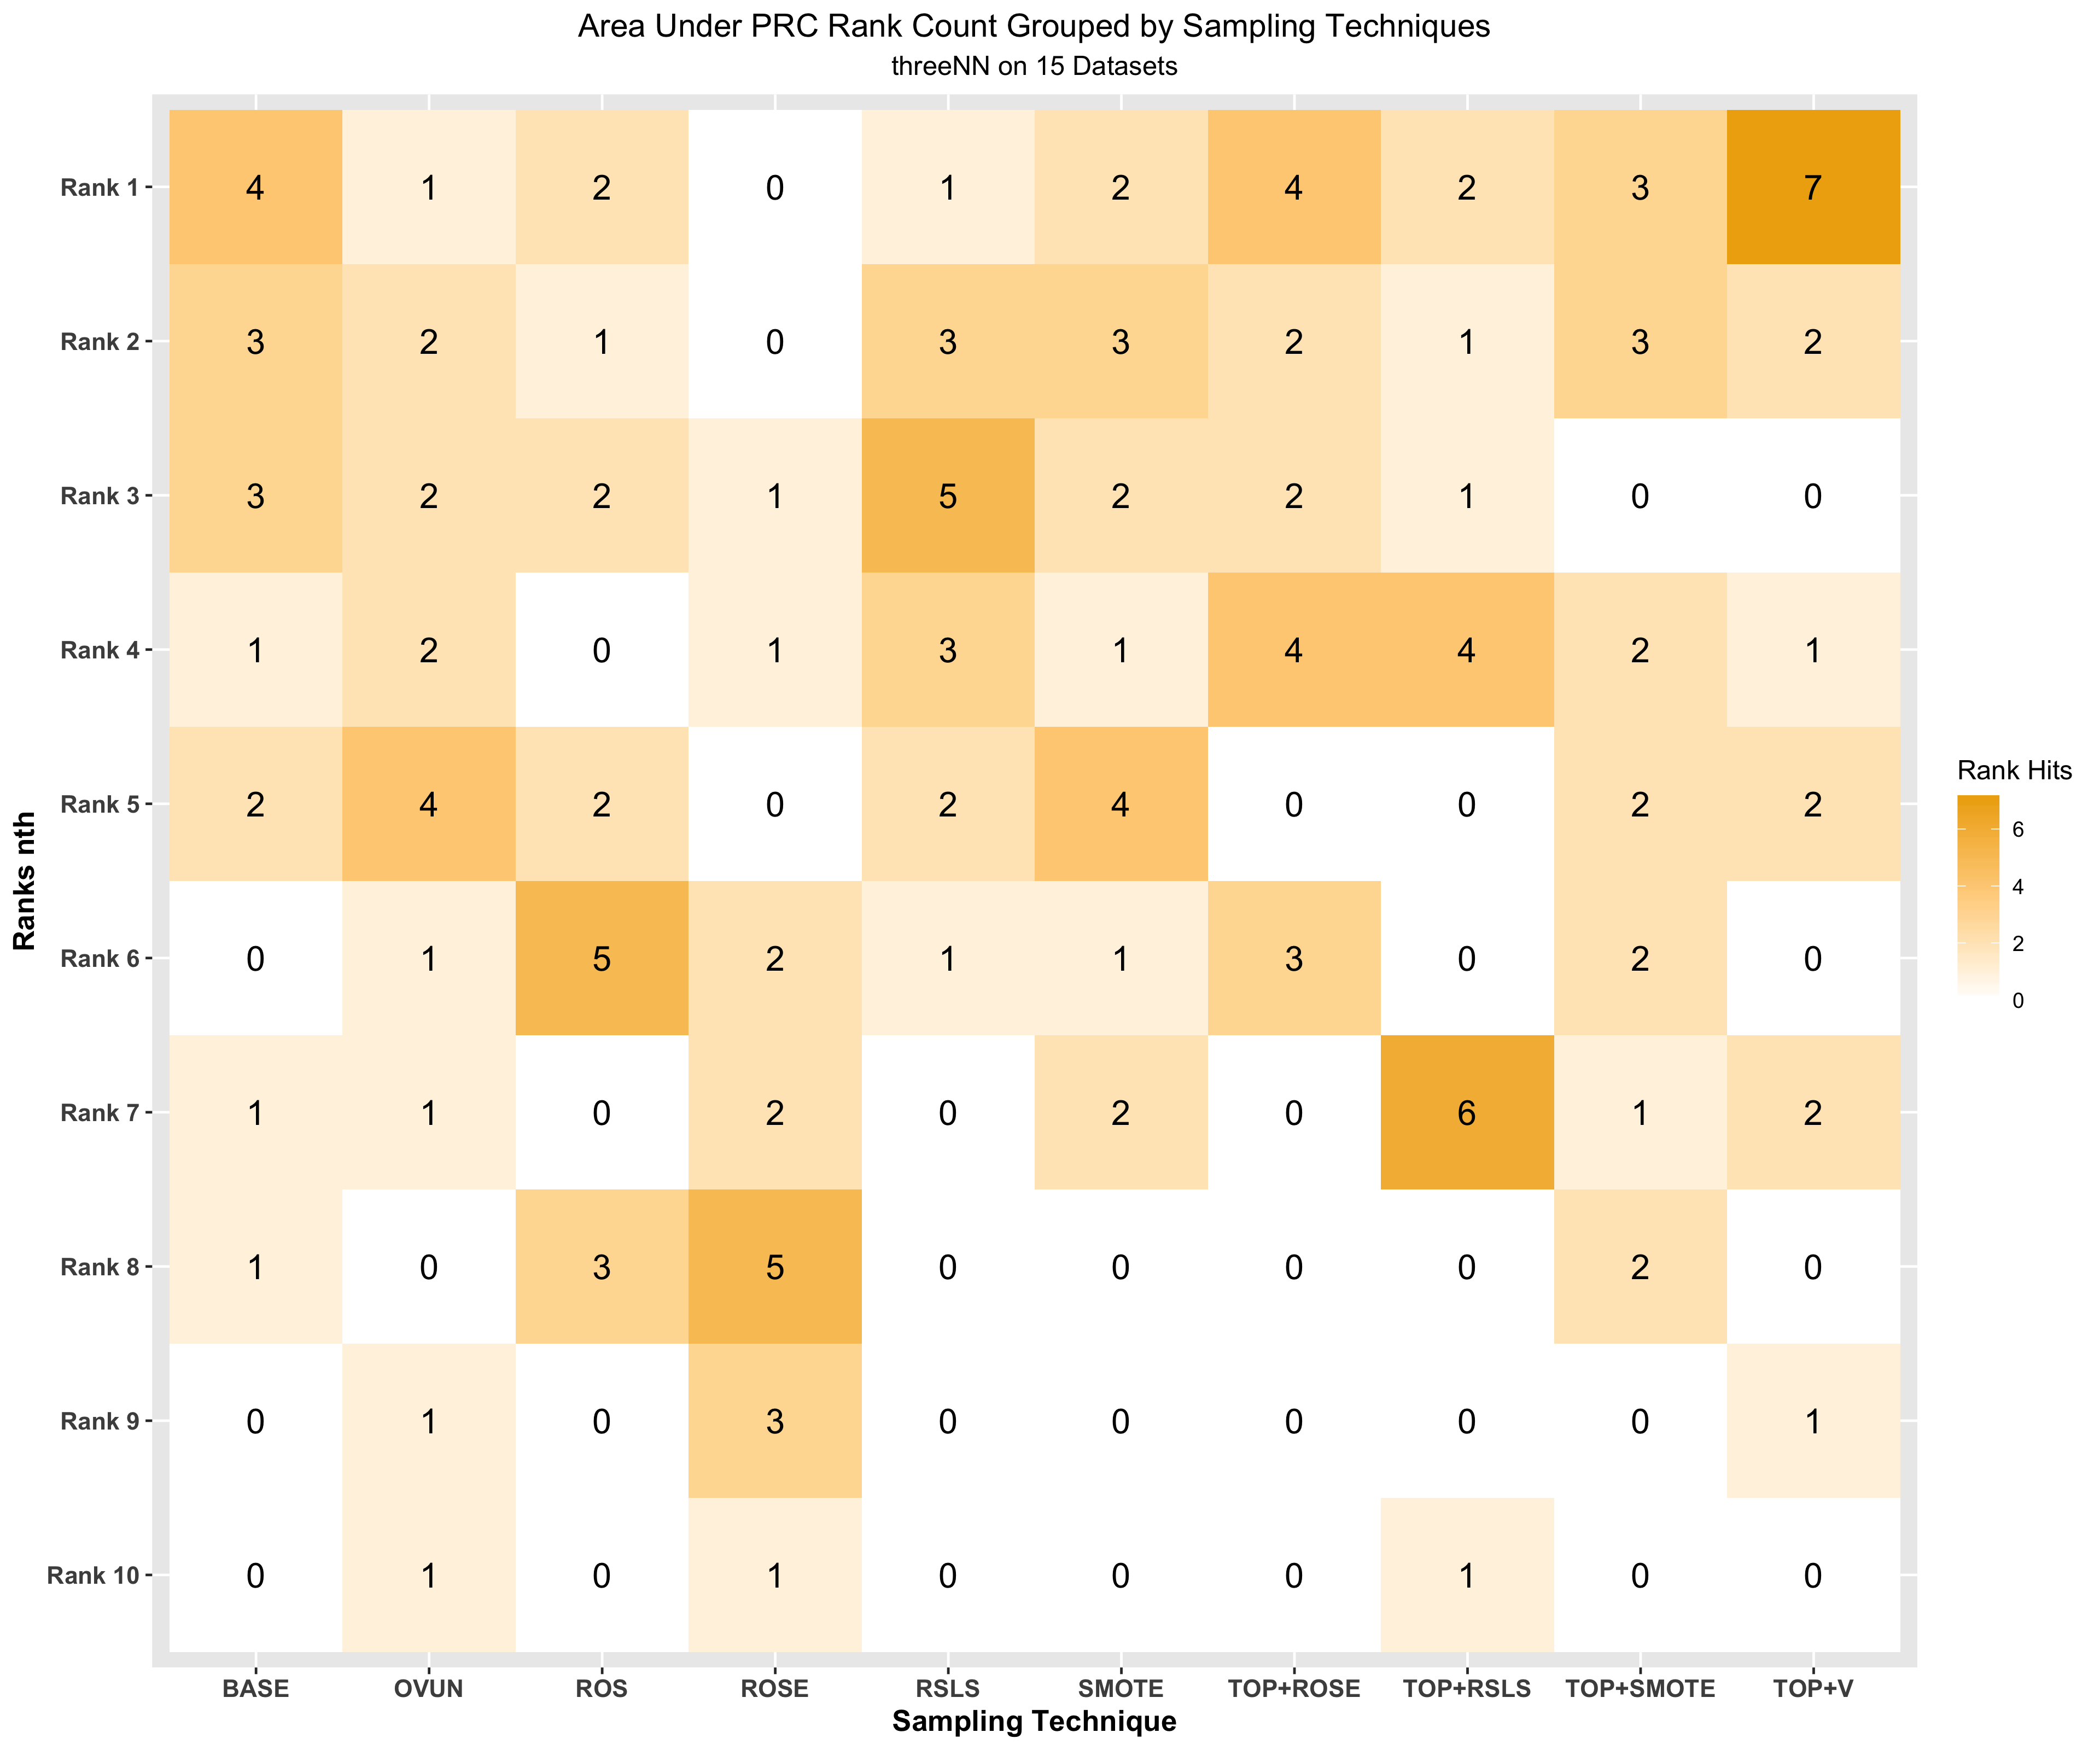 Area Under PRC Rank Count Grouped by Sampling Techniques
threeNN on 15 Datasets
Ranks nth
Rank 1 4 1 2 0 1 2 4 2 3 7
Rank 2 3 2 1 0 3 3 2 1 3 2
Rank 3 3 2 2 1 5 2 2 1 0 0
Rank 4 1 2 0 1 3 1 4 4 2 1
Rank 5 2 4 2 0 2 4 0 0 2 2
Rank 6 0 1 5 2 1 1 3 0 2 0
Rank 7 1 1 0 2 0 2 0 6 1 2
Rank 8 1 0 3 5 0 0 0 0 2 0
Rank 9 0 1 0 3 0 0 0 0 0 1
Rank 10 0 1 0 1 0 0 0 1 0 0
BASE OVUN ROS ROSE RSLS SMOTE TOP+ROSE TOP+RSLS TOP+SMOTE TOP+V
Sampling Technique
Rank Hits
6
4
2
0